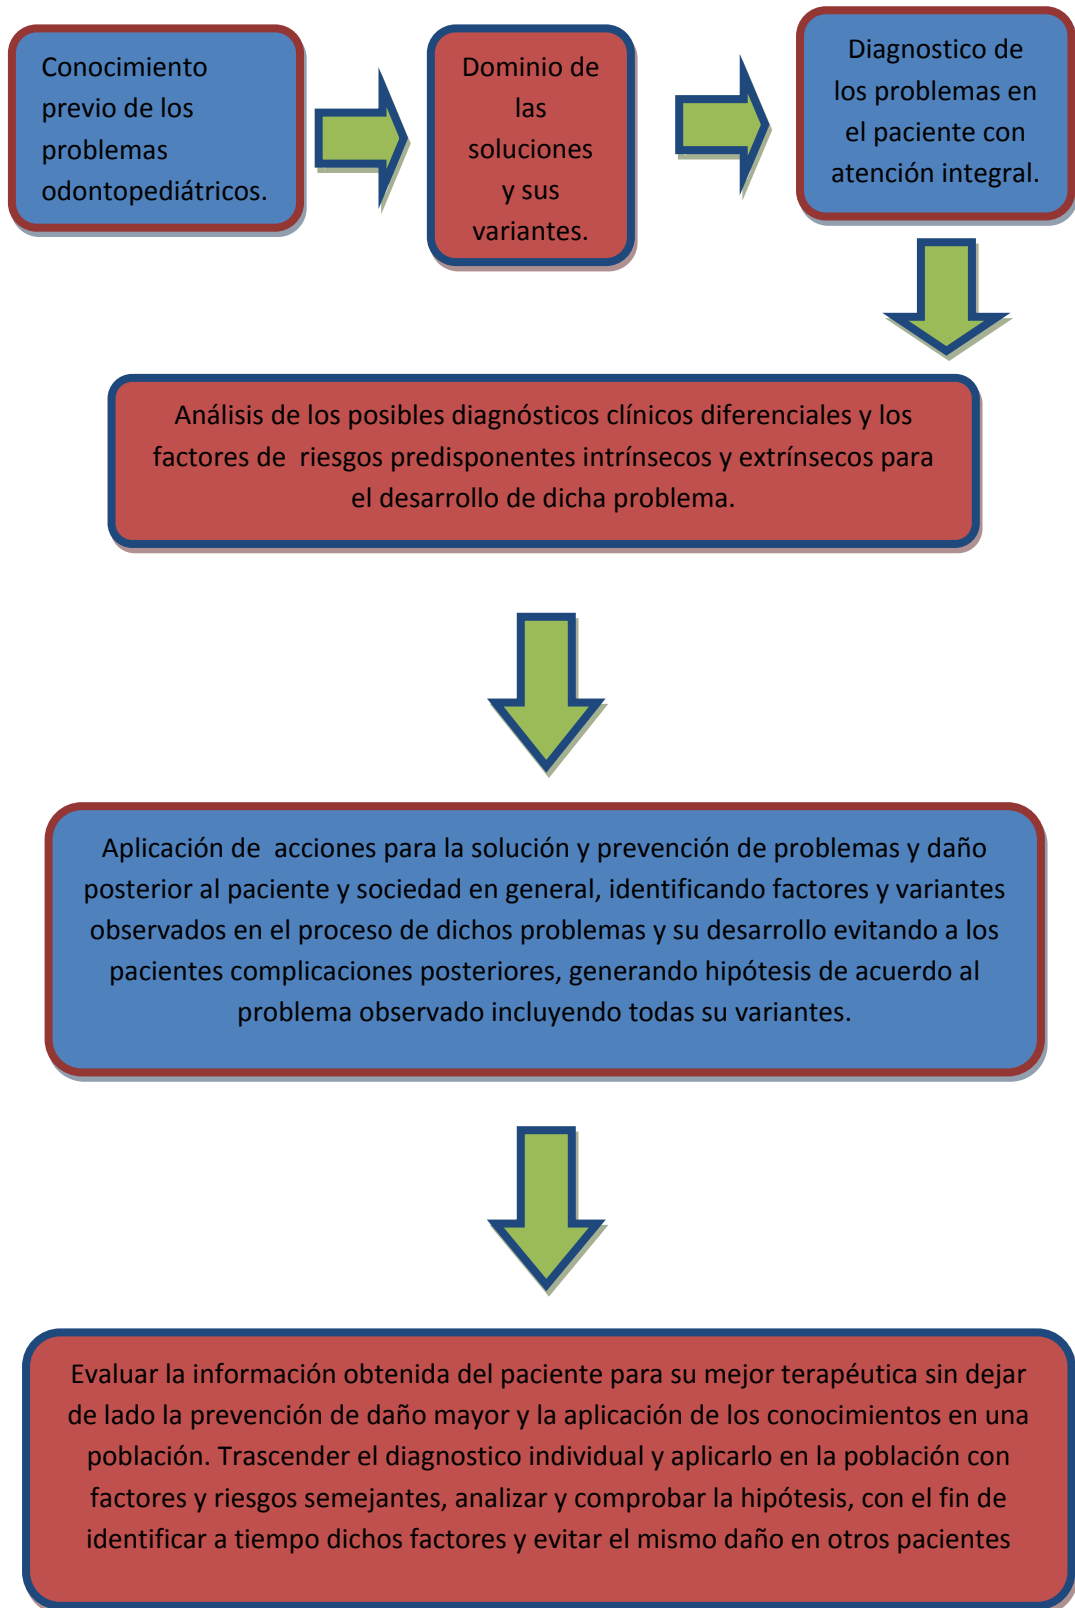 Conocimiento
previo de los
problemas
odontopediátricos.
Dominio de
las
soluciones
y sus
variantes.
Diagnostico de
los problemas en
el paciente con
atención integral.
Análisis de los posibles diagnósticos clínicos diferenciales y los
factores de riesgos predisponentes intrínsecos y extrínsecos para
el desarrollo de dicha problema.
Aplicación de acciones para la solución y prevención de problemas y daño
posterior al paciente y sociedad en general, identificando factores y variantes
observados en el proceso de dichos problemas y su desarrollo evitando a los
pacientes complicaciones posteriores, generando hipótesis de acuerdo al
problema observado incluyendo todas su variantes.
Evaluar la información obtenida del paciente para su mejor terapéutica sin dejar
de lado la prevención de daño mayor y la aplicación de los conocimientos en una
población. Trascender el diagnostico individual y aplicarlo en la población con
factores y riesgos semejantes, analizar y comprobar la hipótesis, con el fin de
identificar a tiempo dichos factores y evitar el mismo daño en otros pacientes